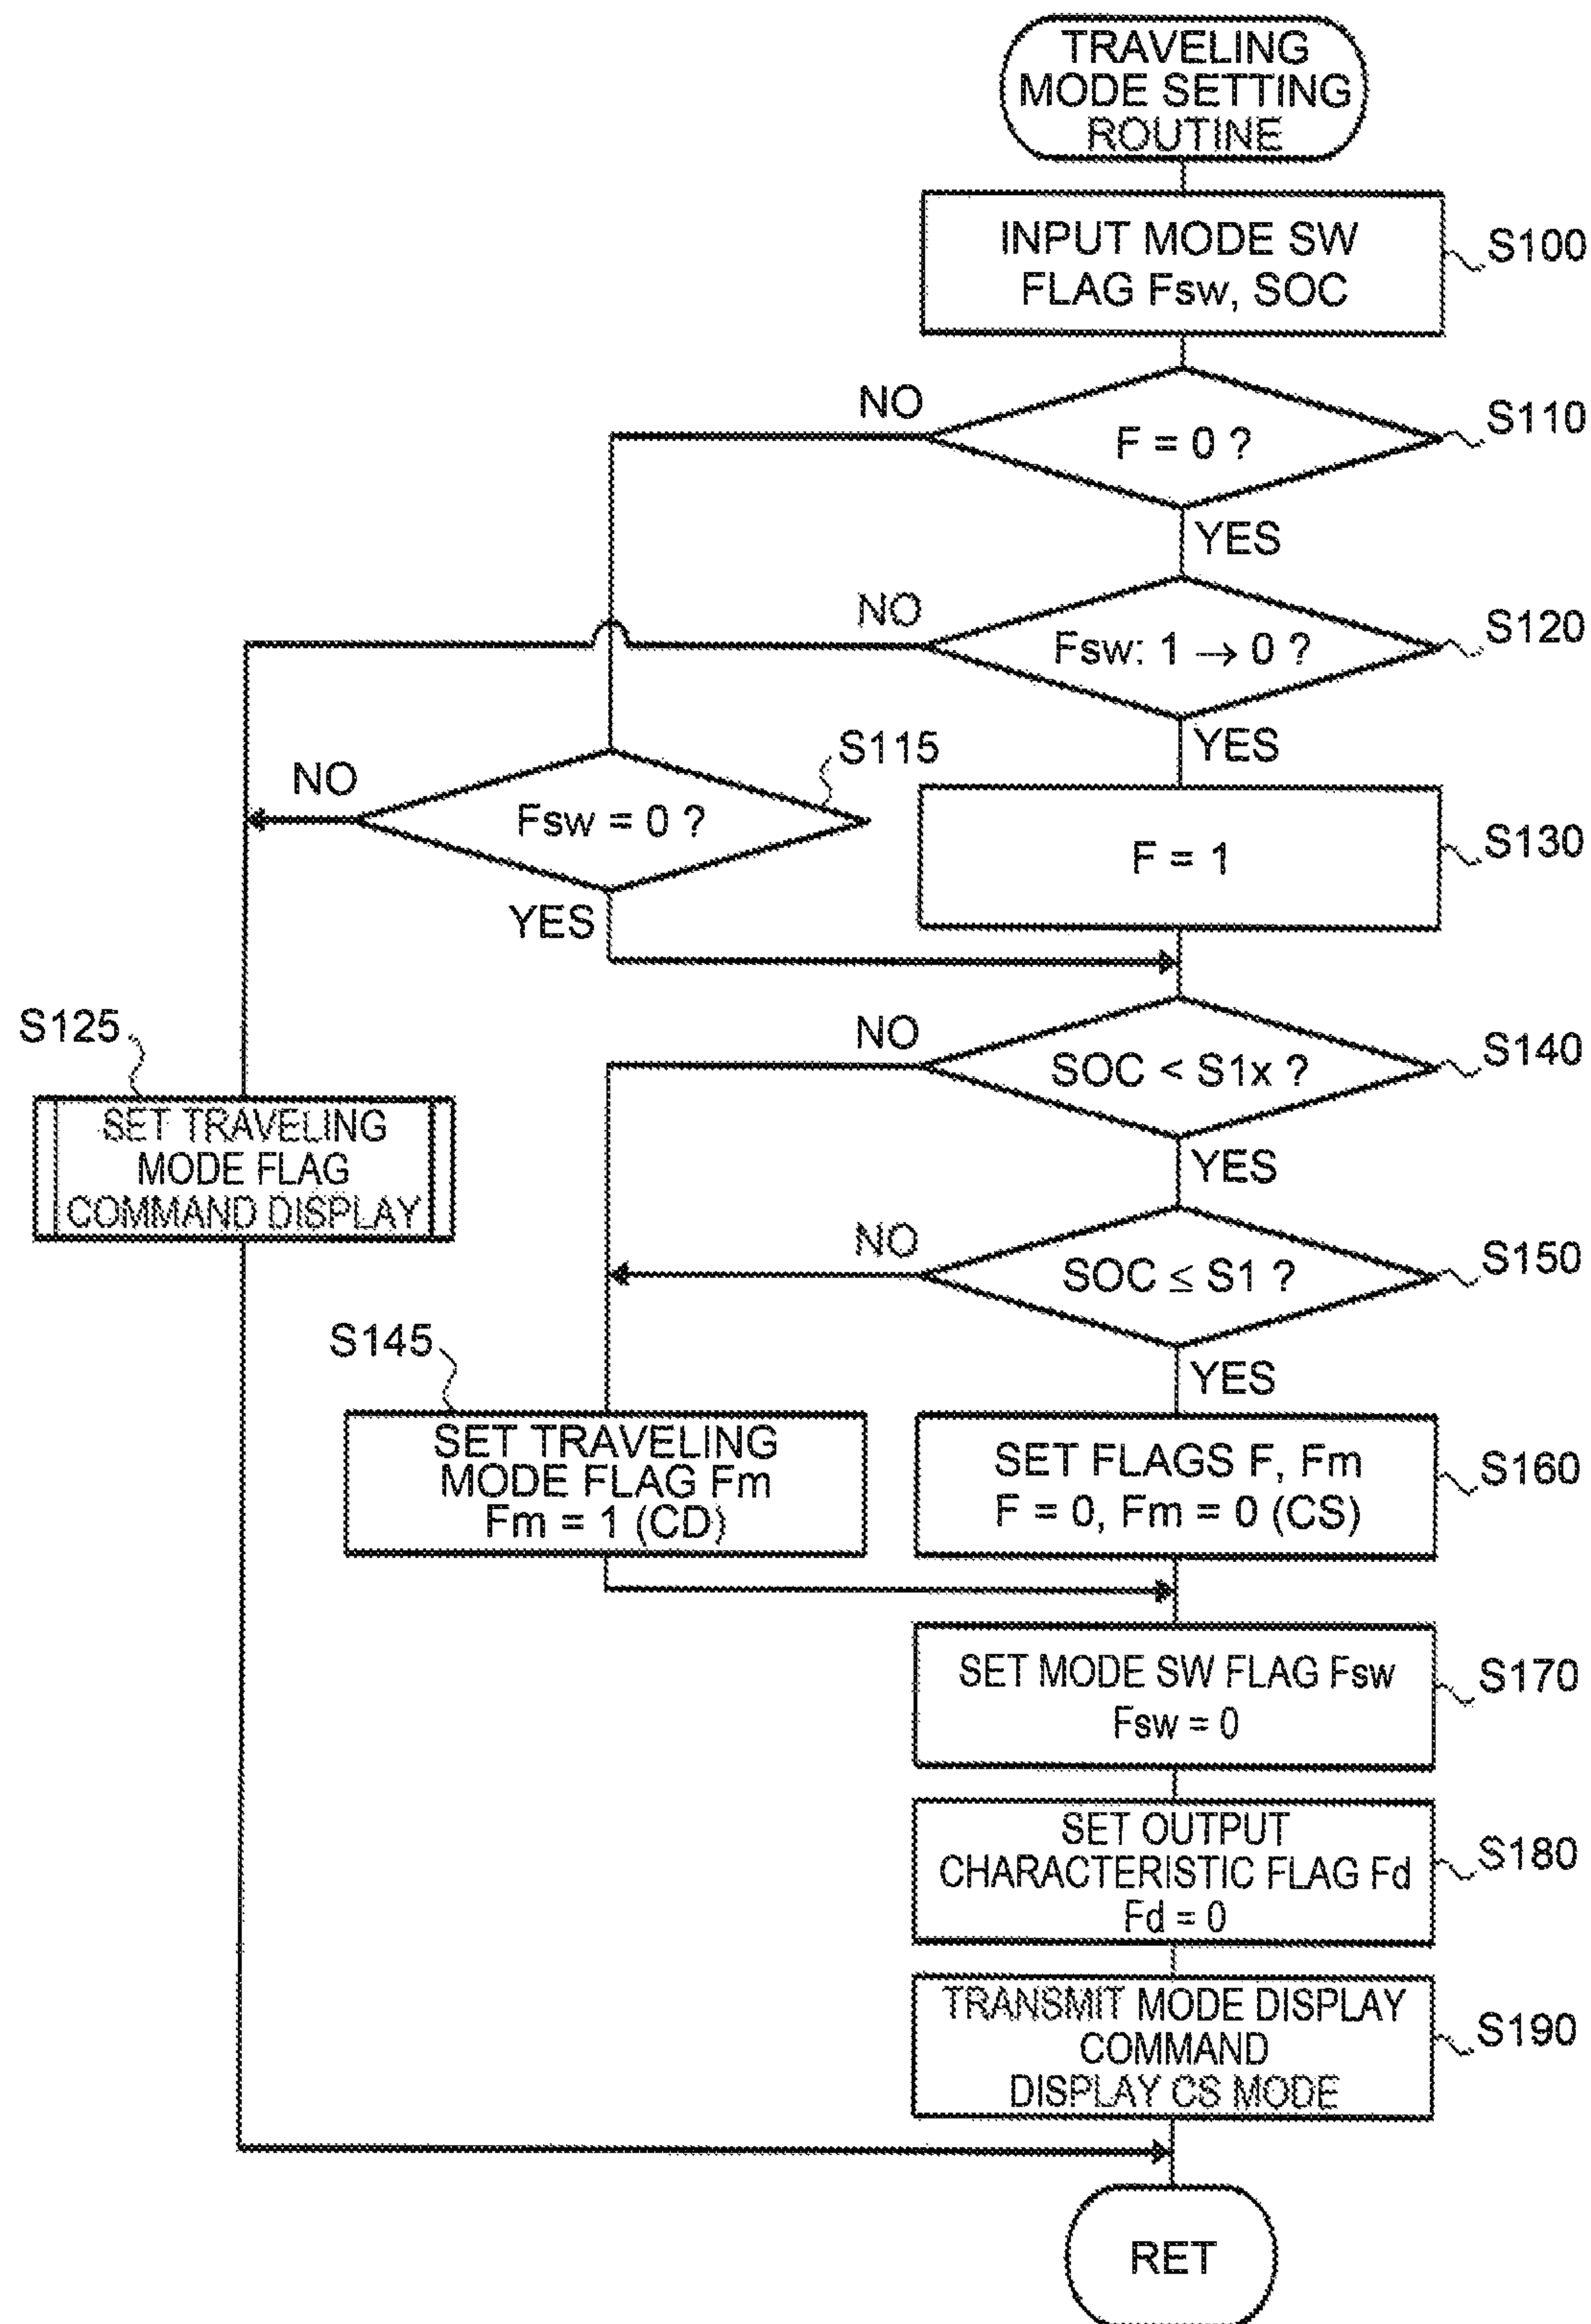 TRAVELING
MODE SETTING
ROUTINE
INPUT MODE SW
FLAG Fsw, SOC
S100
NO
F = 0 ?
S110
YES
NO
Fsw: 1 → 0 ?
S120
YES
S115
NO
Fsw = 0 ?
YES
F = 1
S130
S125
SET TRAVELING
MODE FLAG
COMMAND DISPLAY
NO
SOC < S1x ?
S140
YES
NO
SOC ≤ S1 ?
S150
YES
S145
SET TRAVELING
MODE FLAG Fm
Fm = 1 (CD)
SET FLAGS F, Fm
F = 0, Fm = 0 (CS)
S160
SET MODE SW FLAG Fsw
Fsw = 0
S170
SET OUTPUT
CHARACTERISTIC FLAG Fd
Fd = 0
S180
TRANSMIT MODE DISPLAY
COMMAND
DISPLAY CS MODE
S190
RET